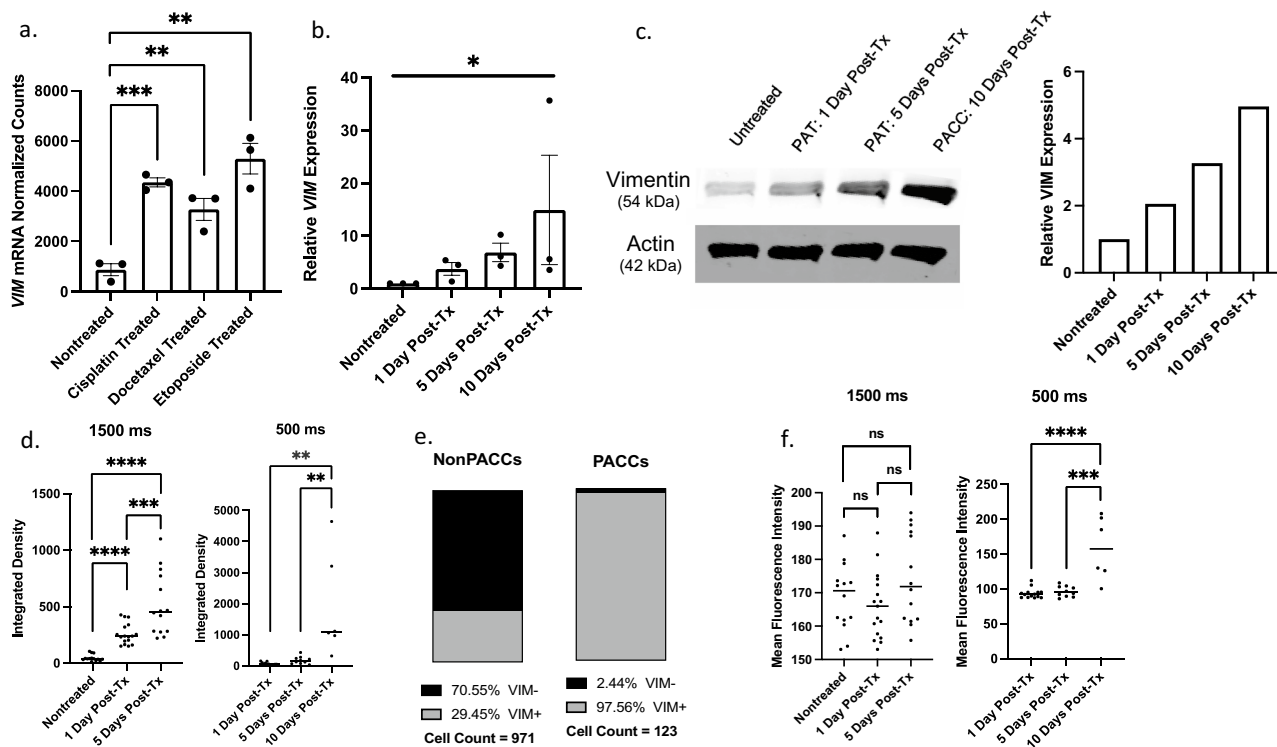 a.
**
**
***
8000
6000
4000
2000
0
VIM mRNA Normalized Counts
Nontreated
Cisplatin Treated
Docetaxel Treated
Etoposide Treated
b.
*
40
30
20
10
0
Relative VIM Expression
Nontreated
1 Day Post-Tx
5 Days Post-Tx
10 Days Post-Tx
c.
Untreated
PAT: 1 Day Post-Tx
PAT: 5 Days Post-Tx
PACC: 10 Days Post-Tx
Vimentin
(54 kDa)
Actin
(42 kDa)
6
4
2
0
Relative VIM Expression
Nontreated
1 Day Post-Tx
5 Days Post-Tx
10 Days Post-Tx
d.
1500 ms
****
***
****
1500
1000
500
0
Integrated Density
Nontreated
1 Day Post-Tx
5 Days Post-Tx
500 ms
**
**
5000
4000
3000
2000
1000
0
Integrated Density
1 Day Post-Tx
5 Days Post-Tx
10 Days Post-Tx
e.
NonPACCs
70.55% VIM-
29.45% VIM+
Cell Count = 971
PACCs
2.44% VIM-
97.56% VIM+
Cell Count = 123
f.
1500 ms
ns
ns
ns
200
190
180
170
160
150
Mean Fluorescence Intensity
Nontreated
1 Day Post-Tx
5 Days Post-Tx
500 ms
****
***
250
200
150
100
50
0
Mean Fluorescence Intensity
1 Day Post-Tx
5 Days Post-Tx
10 Days Post-Tx